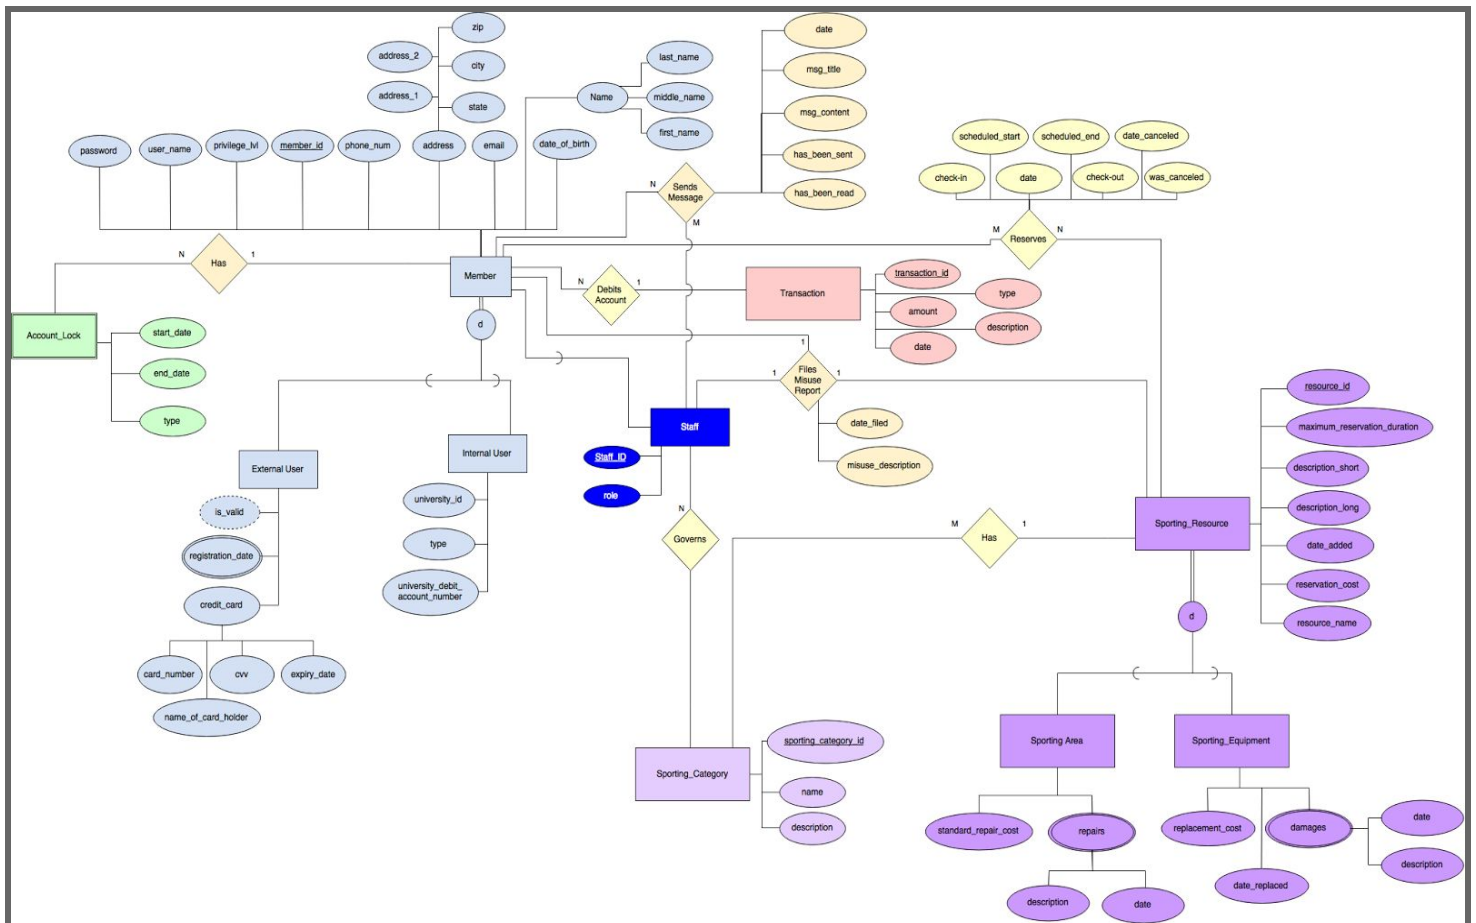 zip
date
last_name
address_2
city
msg_title
Name
middle_name
address_1
state
msg_content
first_name
scheduled_start
scheduled_end
date_canceled
password
user_name
privilege_lvl
member_id
phone_num
address
email
date_of_birth
has_been_sent
check-in
date
check-out
was_canceled
N
Sends
Message
has_been_read
M
M
Reserves
N
N
Has
1
Member
N
Debits
Account
1
Transaction
transaction_id
type
amount
description
date
Account_Lock
start_date
end_date
type
d
1
1
Files
Misuse
Report
1
date_filed
misuse_description
resource_id
maximum_reservation_duration
description_short
description_long
date_added
reservation_cost
resource_name
Staff
Staff_ID
role
External User
Internal User
is_valid
registration_date
credit_card
card_number
cvv
expiry_date
name_of_card_holder
university_id
type
university_debit_
account_number
N
Governs
M
Has
1
Sporting_Resource
d
Sporting_Category
sporting_category_id
name
description
Sporting Area
Sporting_Equipment
standard_repair_cost
repairs
description
date
replacement_cost
damages
date
description
date_replaced